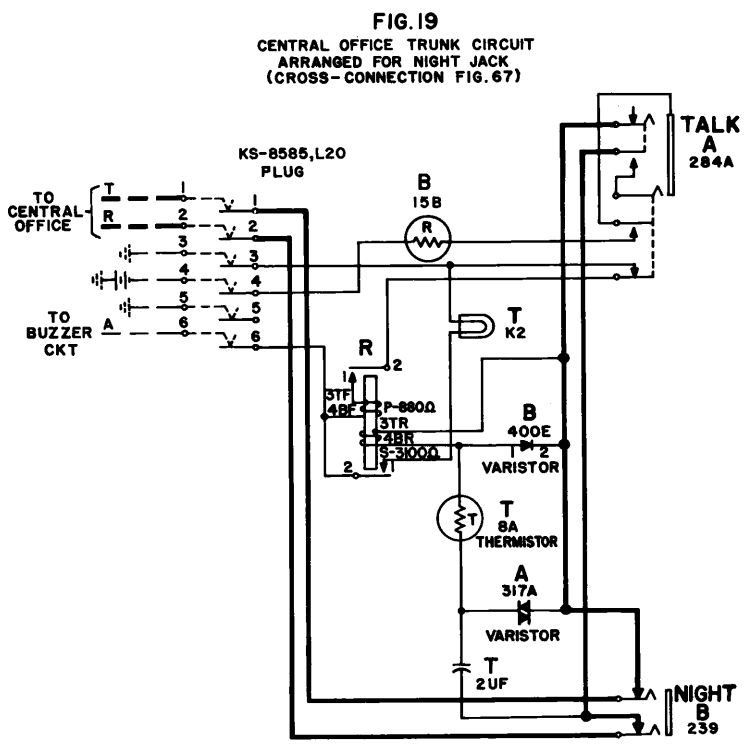 FIG.19
CENTRAL OFFICE TRUNK CIRCUIT
ARRANGED FOR NIGHT JACK
(CROSS-CONNECTION FIG.67)
TALK
A
284A
KS-8585,L20
PLUG
B
15B
R
TO
CENTRAL
OFFICE
T
R
1
2
3
4
5
6
1
2
3
4
5
6
TO
BUZZER
CKT
A
T
K2
R
2
1
3TF
4BF
P-880Ω
3TR
4BR
S-3100Ω
2
1
B
400E
1 2
VARISTOR
T
T
8A
THERMISTOR
A
317A
VARISTOR
T
2UF
NIGHT
B
239